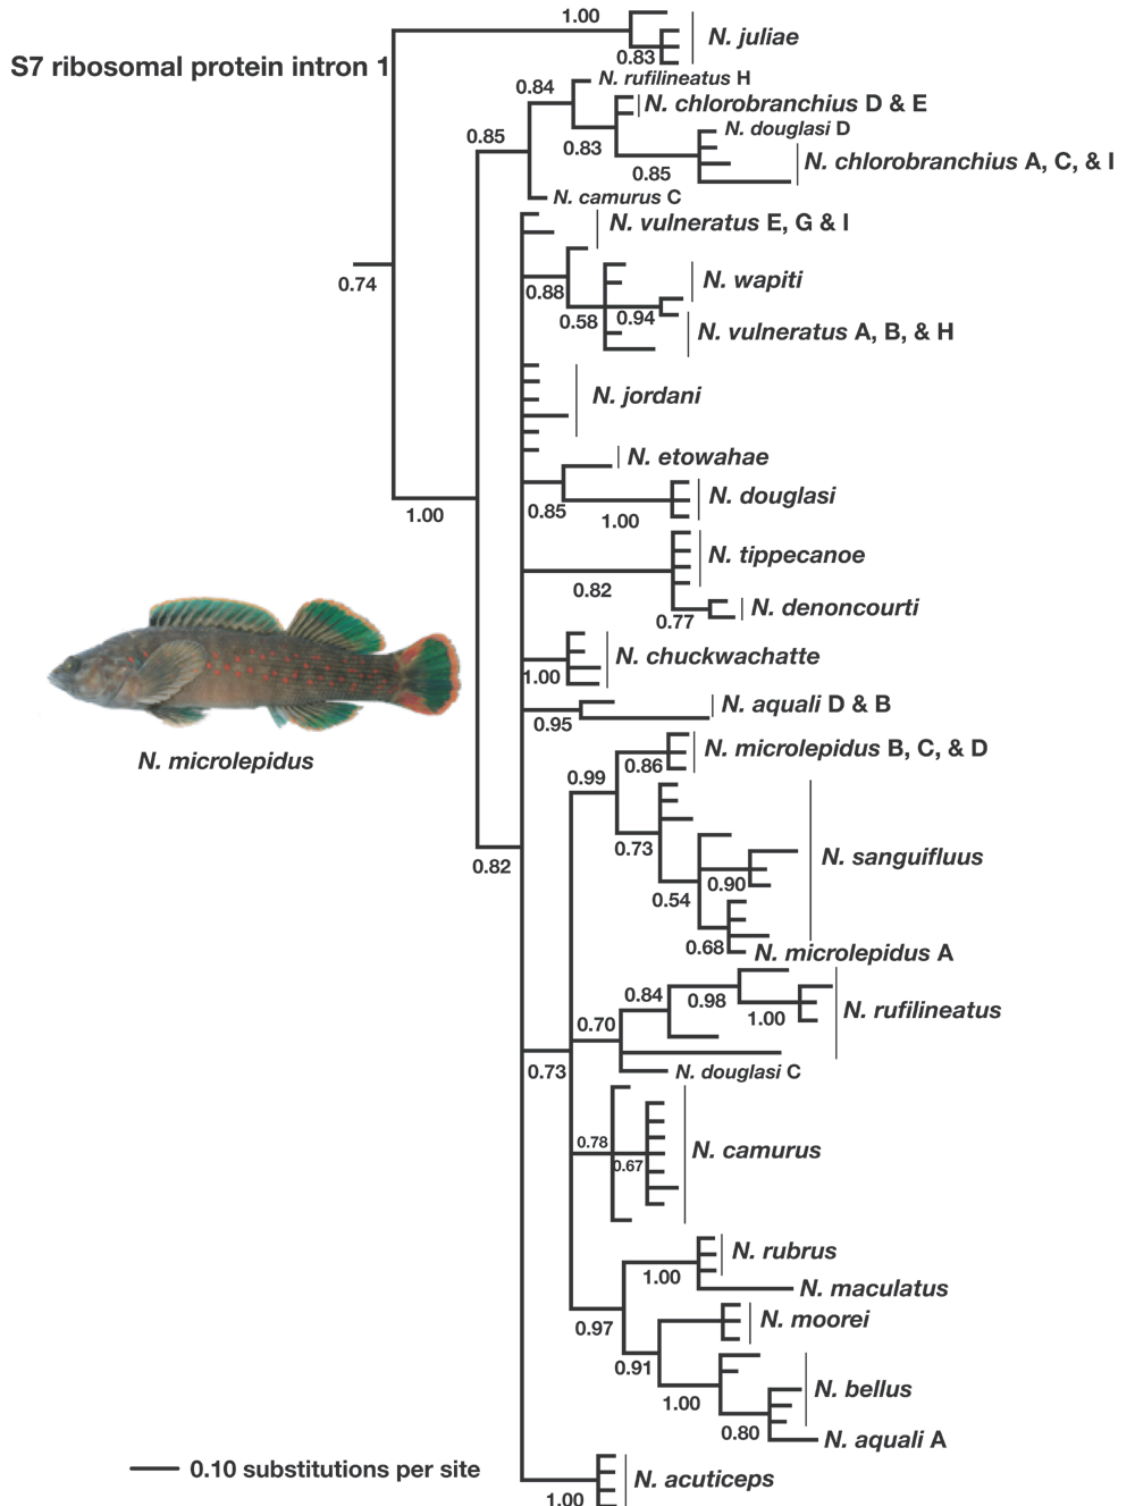 1.00
N. juliae
S7 ribosomal protein intron 1
0.83
N. rufilineatus H
0.84
N. chlorobranchius D & E
N. douglasi D
0.85
0.83
N. chlorobranchius A, C, & I
0.85
N. camurus C
N. vulneratus E, G & I
0.74
N. wapiti
0.88
0.58
0.94
N. vulneratus A, B, & H
N. jordani
N. etowahae
N. douglasi
0.85
1.00
1.00
N. tippecanoe
0.82
N. denoncourti
0.77
N. chuckwachatte
1.00
N. aquali D & B
0.95
N. microlepidus
N. microlepidus B, C, & D
0.86
0.99
0.73
N. sanguifluus
0.82
0.90
0.54
0.68
N. microlepidus A
0.84
0.98
N. rufilineatus
1.00
0.70
0.73
N. douglasi C
0.78
N. camurus
0.67
N. rubrus
1.00
N. maculatus
N. moorei
0.97
0.91
N. bellus
1.00
0.80
N. aquali A
0.10 substitutions per site
N. acuticeps
1.00